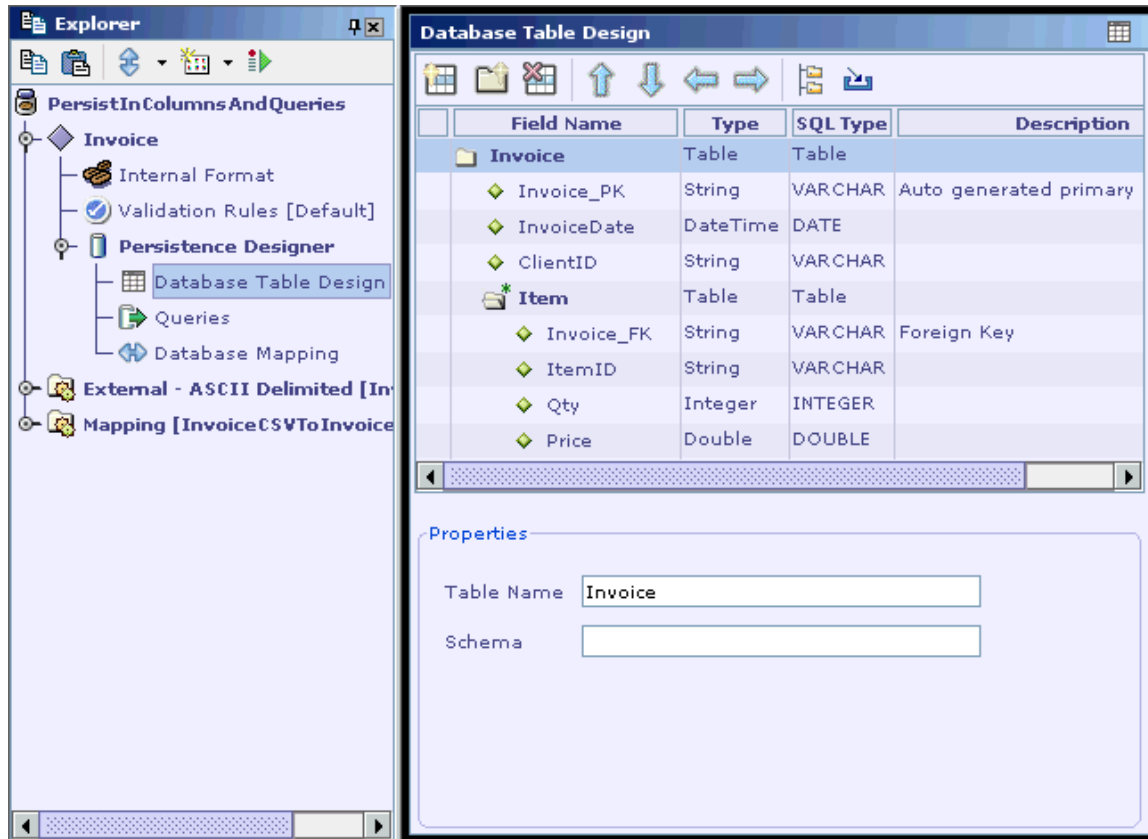 Explorer
PersistInColumnsAndQueries
Invoice
Internal Format
Validation Rules [Default]
Persistence Designer
Database Table Design
Queries
Database Mapping
External - ASCII Delimited [In
Mapping [InvoiceCSVToInvoice
Database Table Design
Field Name Type SQL Type Description
Invoice Table Table
Invoice_PK String VARCHAR Auto generated primary
InvoiceDate DateTime DATE
ClientID String VARCHAR
Item Table Table
Invoice_FK String VARCHAR Foreign Key
ItemID String VARCHAR
Qty Integer INTEGER
Price Double DOUBLE
Properties
Table Name Invoice
Schema